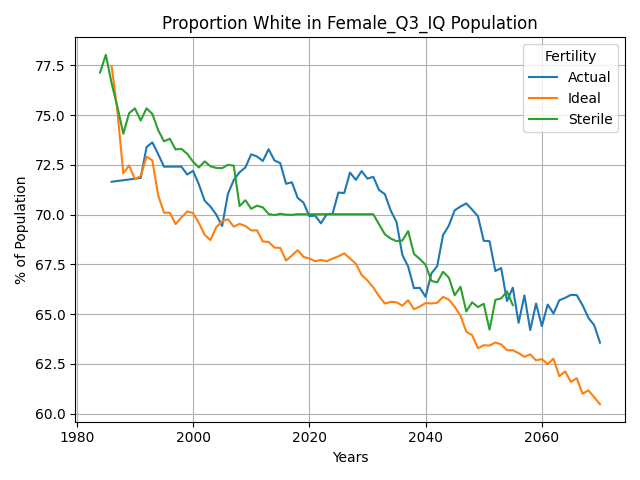 Proportion White in Female_Q3_IQ Population
Fertility
Actual
Ideal
Sterile
% of Population
77.5
75.0
72.5
70.0
67.5
65.0
62.5
60.0
1980
2000
2020
2040
2060
Years